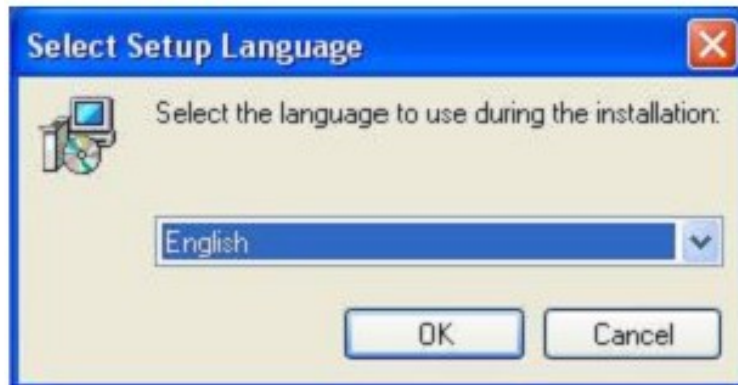 Select Setup Language
Select the language to use during the installation:
English
OK
Cancel